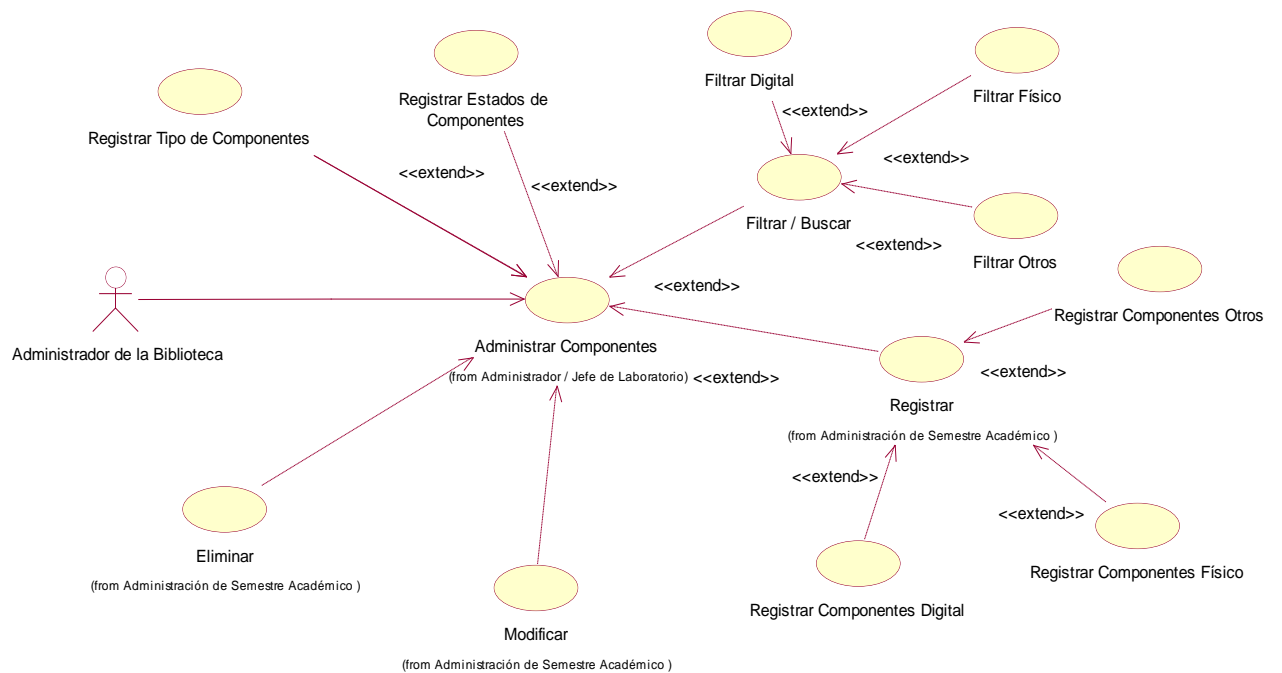 Filtrar Digital
Filtrar Físico
Registrar Estados de
Componentes
<<extend>>
Registrar Tipo de Componentes
<<extend>>
<<extend>>
<<extend>>
Filtrar / Buscar
<<extend>>
Filtrar Otros
<<extend>>
Registrar Componentes Otros
Administrador de la Biblioteca
Administrar Componentes
(from Administrador / Jefe de Laboratorio)
<<extend>>
<<extend>>
Registrar
(from Administración de Semestre Académico )
<<extend>>
<<extend>>
Eliminar
(from Administración de Semestre Académico )
Registrar Componentes Físico
Registrar Componentes Digital
Modificar
(from Administración de Semestre Académico )